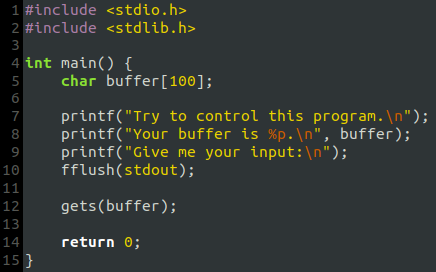 1 #include <stdio.h>
2 #include <stdlib.h>
3
4 int main() {
5     char buffer[100];
6
7     printf("Try to control this program.\n");
8     printf("Your buffer is %p.\n", buffer);
9     printf("Give me your input:\n");
10     fflush(stdout);
11
12     gets(buffer);
13
14     return 0;
15 }